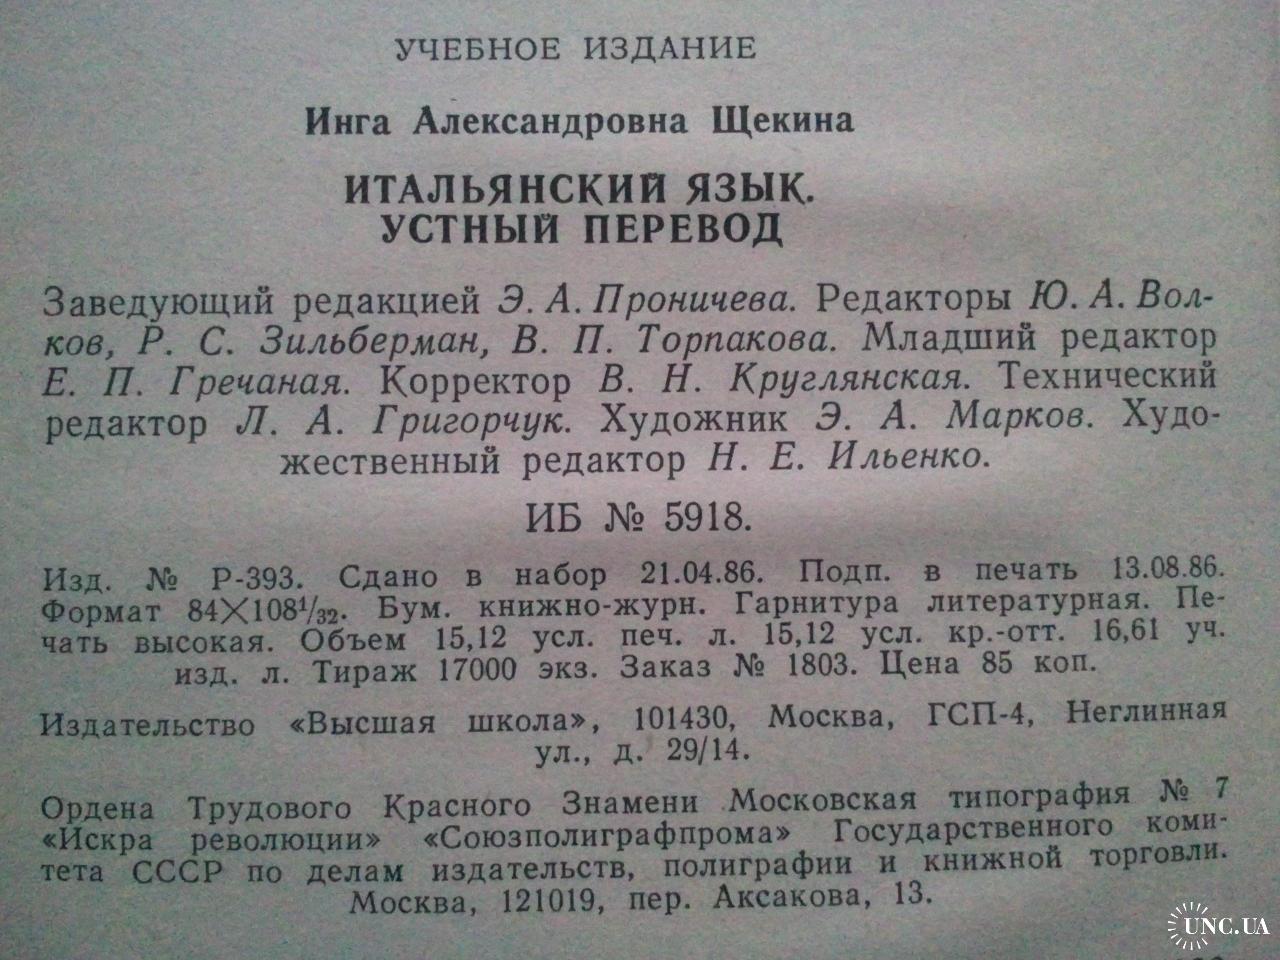 УЧЕБНОЕ ИЗДАНИЕ
Инга Александровна Щекина
ИТАЛЬЯНСКИЙ ЯЗЫК.
УСТНЫЙ ПЕРЕВОД
Заведующий редакцией Э. А. Проничева. Редакторы Ю. А. Вол-
ков, Р. С. Зильберман, В. П. Торпакова. Младший редактор
Е. П. Гречаная. Корректор В. Н. Круглянская. Технический
редактор Л. А. Григорчук. Художник Э. А. Марков. Худо-
жественный редактор Н. Е. Ильенко.
ИБ № 5918.
Изд. № Р-393. Сдано в набор 21.04.86. Подп. в печать 13.08.86.
Формат 84×108¹/₃₂. Бум. книжно-журн. Гарнитура литературная. Пе-
чать высокая. Объем 15,12 усл. печ. л. 15,12 усл. кр.-отт. 16,61 уч.
изд. л. Тираж 17000 экз. Заказ № 1803. Цена 85 коп.
Издательство «Высшая школа», 101430, Москва, ГСП-4, Неглинная
ул., д. 29/14.
Ордена Трудового Красного Знамени Московская типография № 7
«Искра революции» «Союзполиграфпрома» Государственного коми-
тета СССР по делам издательств, полиграфии и книжной торговли.
Москва, 121019, пер. Аксакова, 13.
UNC.UA